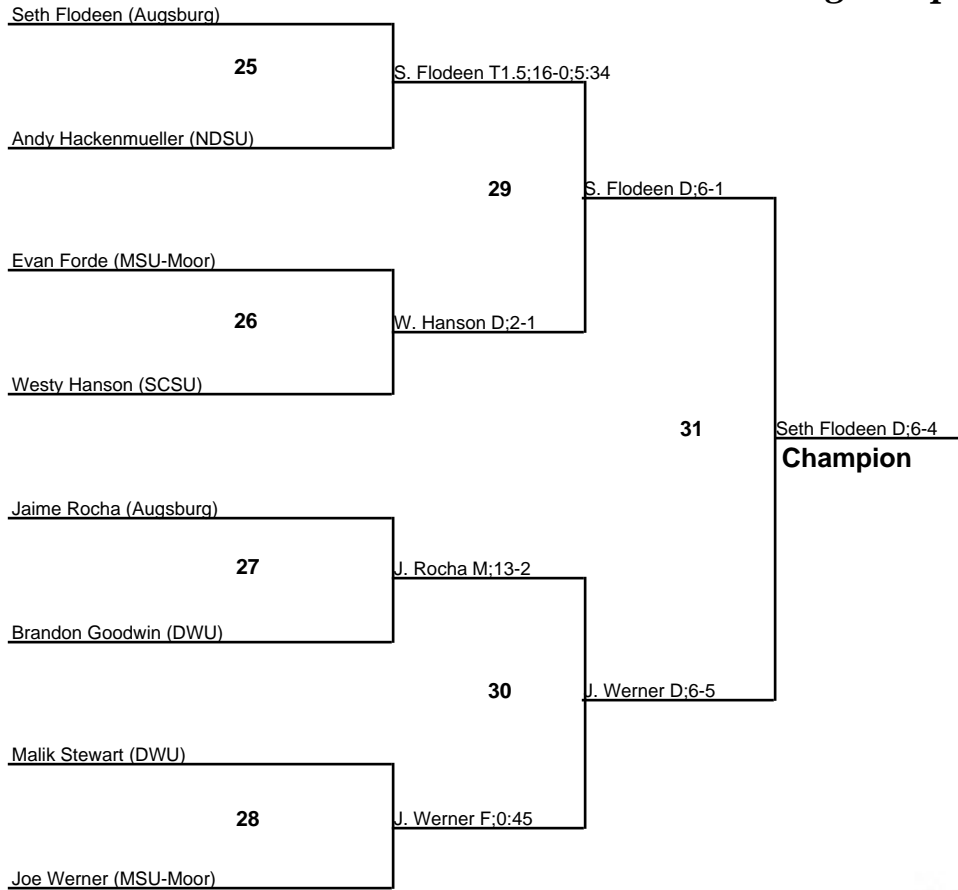 Seth Flodeen (Augsburg)
25
S. Flodeen T1.5;16-0;5:34
Andy Hackenmueller (NDSU)
29
S. Flodeen D;6-1
Evan Forde (MSU-Moor)
26
W. Hanson D;2-1
Westy Hanson (SCSU)
31
Seth Flodeen D;6-4
Champion
Jaime Rocha (Augsburg)
27
J. Rocha M;13-2
Brandon Goodwin (DWU)
30
J. Werner D;6-5
Malik Stewart (DWU)
28
J. Werner F;0:45
Joe Werner (MSU-Moor)